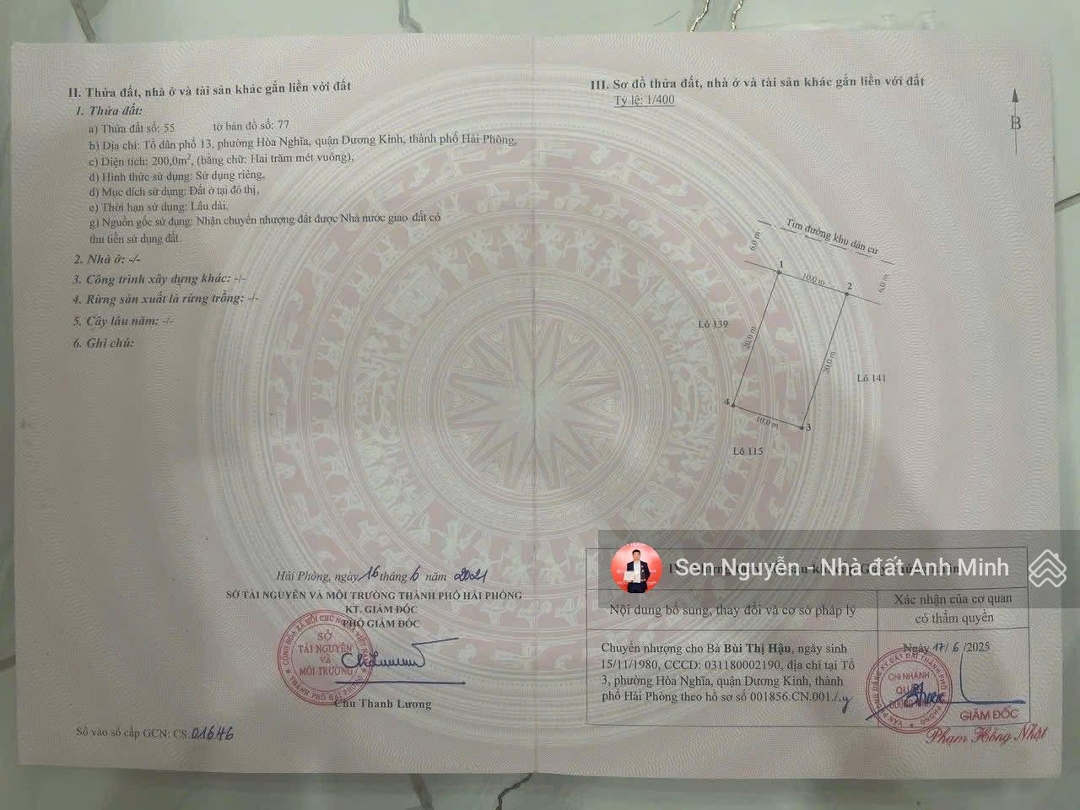 II. Thửa đất, nhà ở và tài sản khác gắn liền với đất
1. Thửa đất:
a) Thửa đất số: 55 tờ bản đồ số: 77
b) Địa chỉ: Tổ dân phố 13, phường Hòa Nghĩa, quận Dương Kinh, thành phố Hải Phòng,
c) Diện tích: 200,0m², (bằng chữ: Hai trăm mét vuông),
d) Hình thức sử dụng: Sử dụng riêng,
đ) Mục đích sử dụng: Đất ở tại đô thị,
e) Thời hạn sử dụng: Lâu dài,
g) Nguồn gốc sử dụng: Nhận chuyển nhượng đất được Nhà nước giao đất có
thu tiền sử dụng đất.
2. Nhà ở: -/-
3. Công trình xây dựng khác: -/-
4. Rừng sản xuất là rừng trồng: -/-
5. Cây lâu năm: -/-
6. Ghi chú:
Hải Phòng, ngày 16 tháng 6 năm 2021
SỞ TÀI NGUYÊN VÀ MÔI TRƯỜNG THÀNH PHỐ HẢI PHÒNG
KT. GIÁM ĐỐC
PHÓ GIÁM ĐỐC
SỞ
TÀI NGUYÊN
VÀ
MÔI TRƯỜNG
Chu Thanh Lương
Số vào sổ cấp GCN: CS.01646
III. Sơ đồ thửa đất, nhà ở và tài sản khác gắn liền với đất
Tỷ lệ: 1/400
B
Tim đường khu dân cư
6,0 m
6,0 m
1
10,0 m
2
Lô 139
20,0 m
20,0 m
Lô 141
4
10,0 m
3
Lô 115
Sen Nguyễn - Nhà đất Anh Minh
Nội dung bổ sung, thay đổi và cơ sở pháp lý
Xác nhận của cơ quan
có thẩm quyền
Chuyển nhượng cho Bà Bùi Thị Hậu, ngày sinh
15/11/1980, CCCD: 031180002190, địa chỉ tại Tổ
3, phường Hòa Nghĩa, quận Dương Kinh, thành
phố Hải Phòng theo hồ sơ số 001856.CN.001./.
Ngày 17/6/2025
CHI NHÁNH
GIÁM ĐỐC
Phạm Hồng Nhật